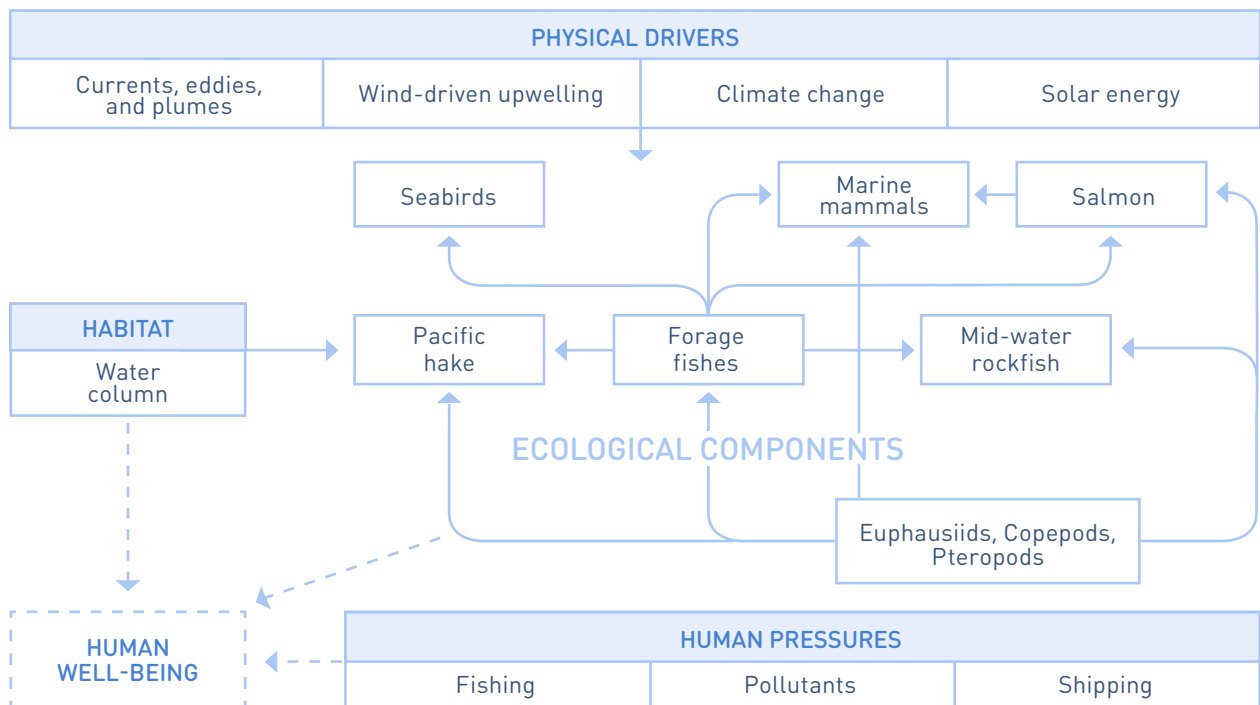 PHYSICAL DRIVERS
Currents, eddies,
and plumes
Wind-driven upwelling
Climate change
Solar energy
Seabirds
Marine
mammals
Salmon
HABITAT
Water
column
Pacific
hake
Forage
fishes
Mid-water
rockfish
ECOLOGICAL COMPONENTS
Euphausiids, Copepods,
Pteropods
HUMAN
WELL-BEING
HUMAN PRESSURES
Fishing
Pollutants
Shipping